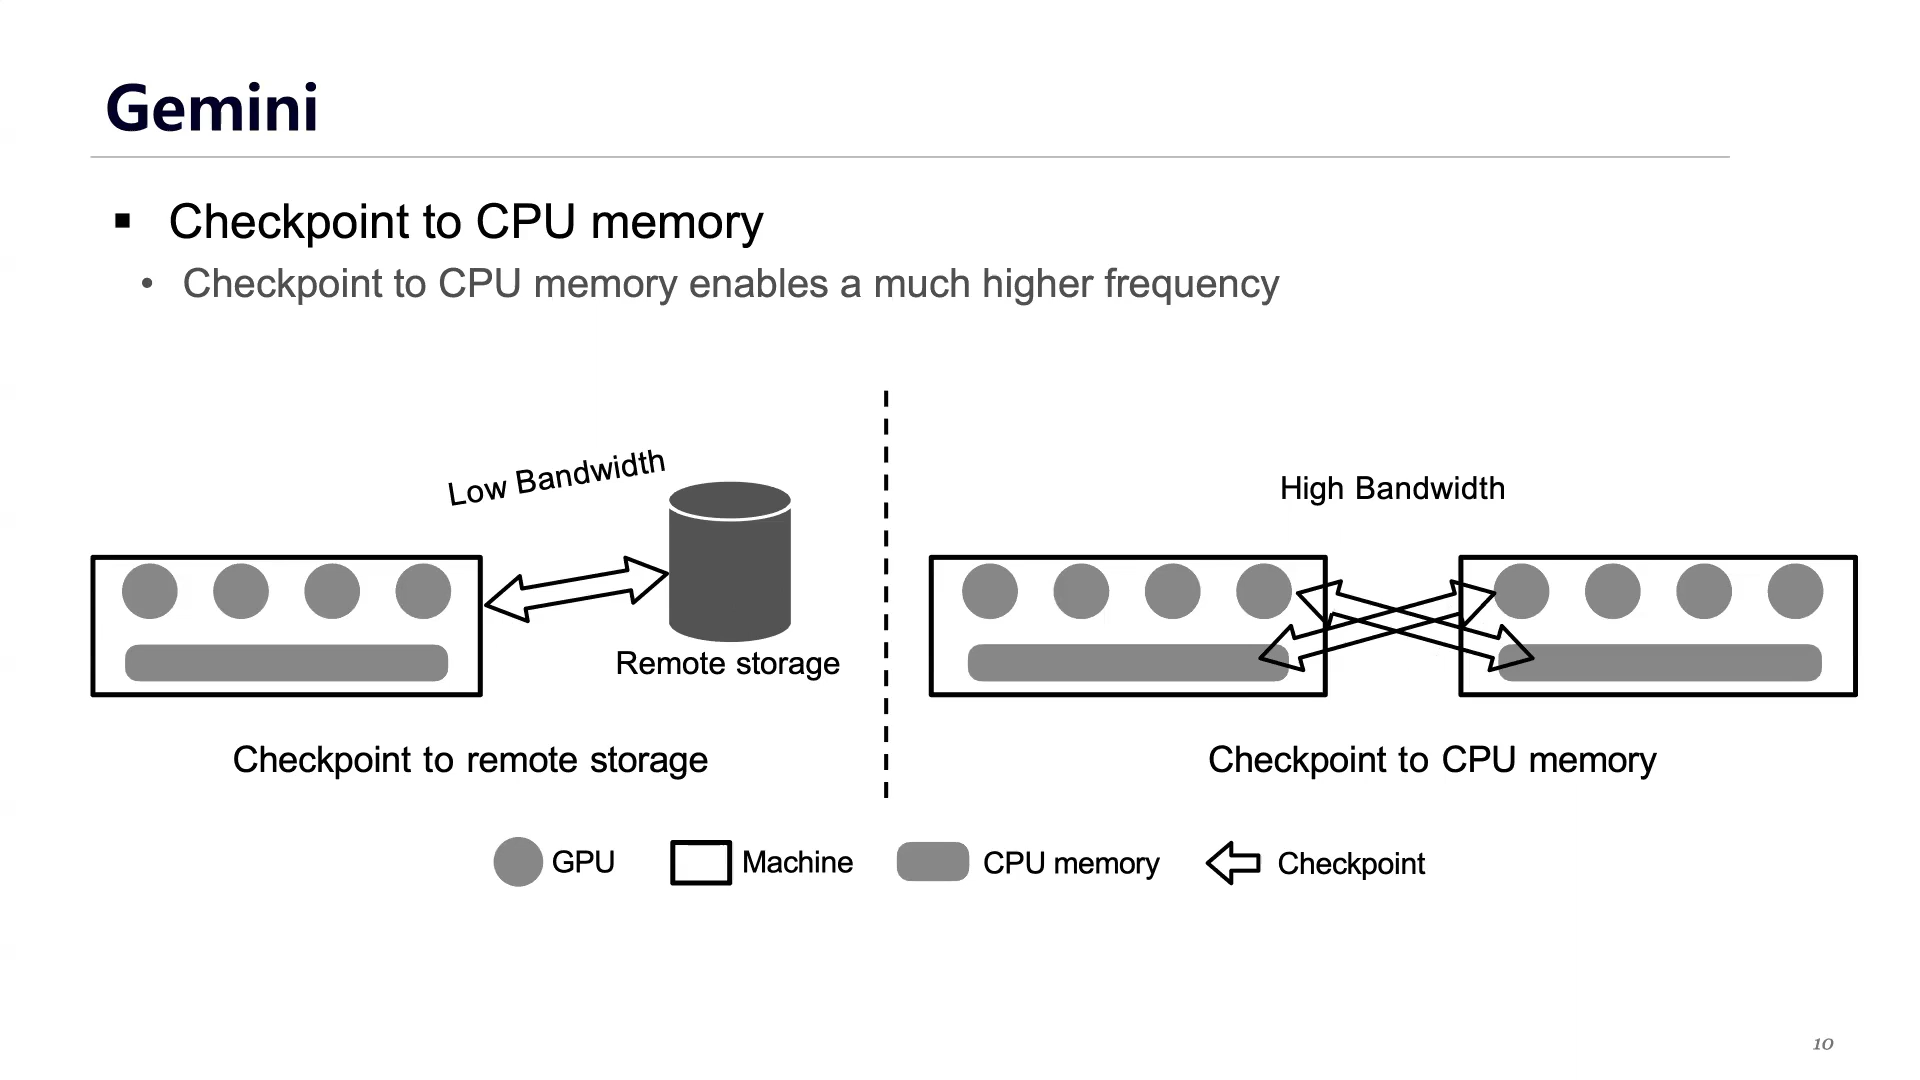 Gemini
▪ Checkpoint to CPU memory
• Checkpoint to CPU memory enables a much higher frequency
Low Bandwidth
Remote storage
Checkpoint to remote storage
High Bandwidth
Checkpoint to CPU memory
GPU
Machine
CPU memory
Checkpoint
10